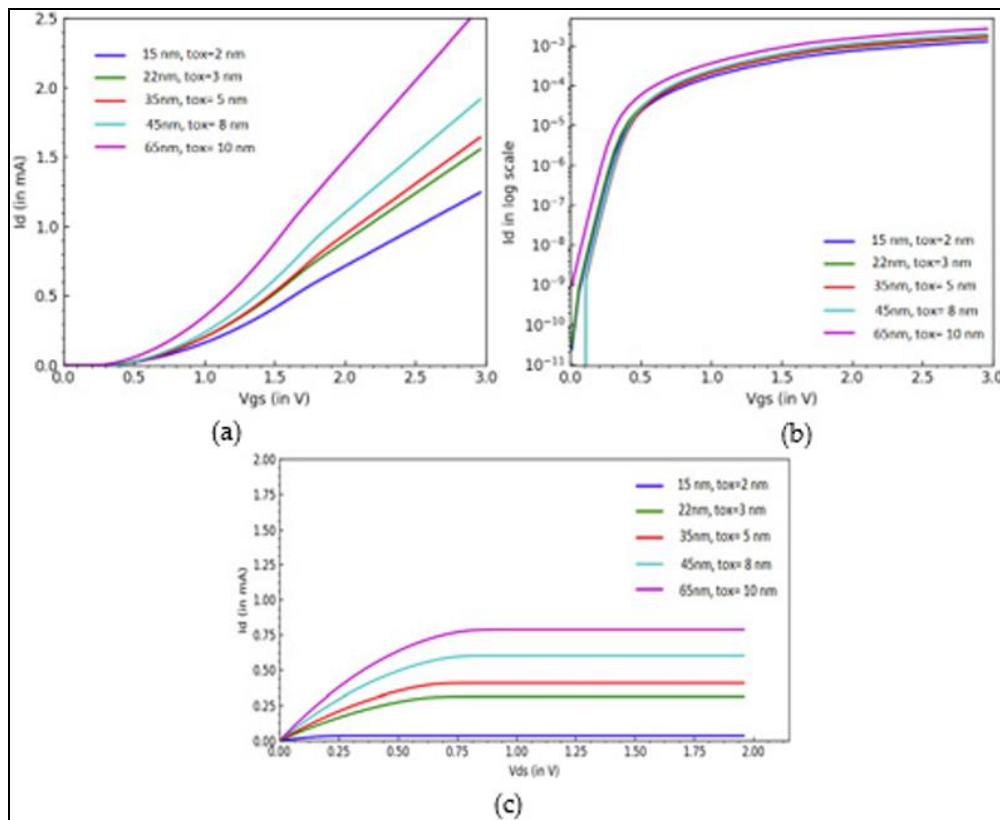 2.5
2.0
1.5
1.0
0.5
0.0
Id (in mA)
15 nm, tox=2 nm
22nm, tox=3 nm
35nm, tox= 5 nm
45nm, tox= 8 nm
65nm, tox= 10 nm
0.0 0.5 1.0 1.5 2.0 2.5 3.0
Vgs (in V)
(a)
10⁻³
10⁻⁴
10⁻⁵
10⁻⁶
10⁻⁷
10⁻⁸
10⁻⁹
10⁻¹⁰
10⁻¹¹
Id in log scale
15 nm, tox=2 nm
22nm, tox=3 nm
35nm, tox= 5 nm
45nm, tox= 8 nm
65nm, tox= 10 nm
0.0 0.5 1.0 1.5 2.0 2.5 3.0
Vgs (in V)
(b)
2.00
1.75
1.50
1.25
1.00
0.75
0.50
0.25
0.00
Id (in mA)
15 nm, tox=2 nm
22nm, tox=3 nm
35nm, tox= 5 nm
45nm, tox= 8 nm
65nm, tox= 10 nm
0.00 0.25 0.50 0.75 1.00 1.25 1.50 1.75 2.00
Vds (in V)
(c)